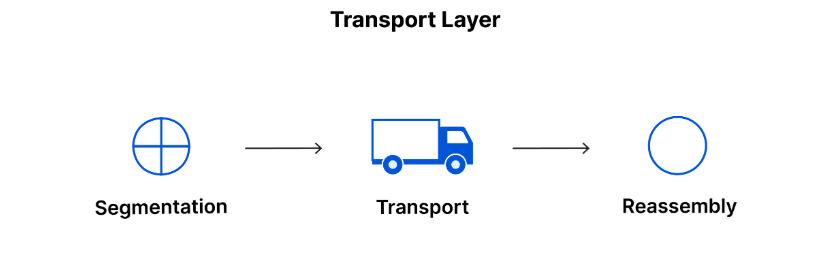 Transport Layer
Segmentation
Transport
Reassembly